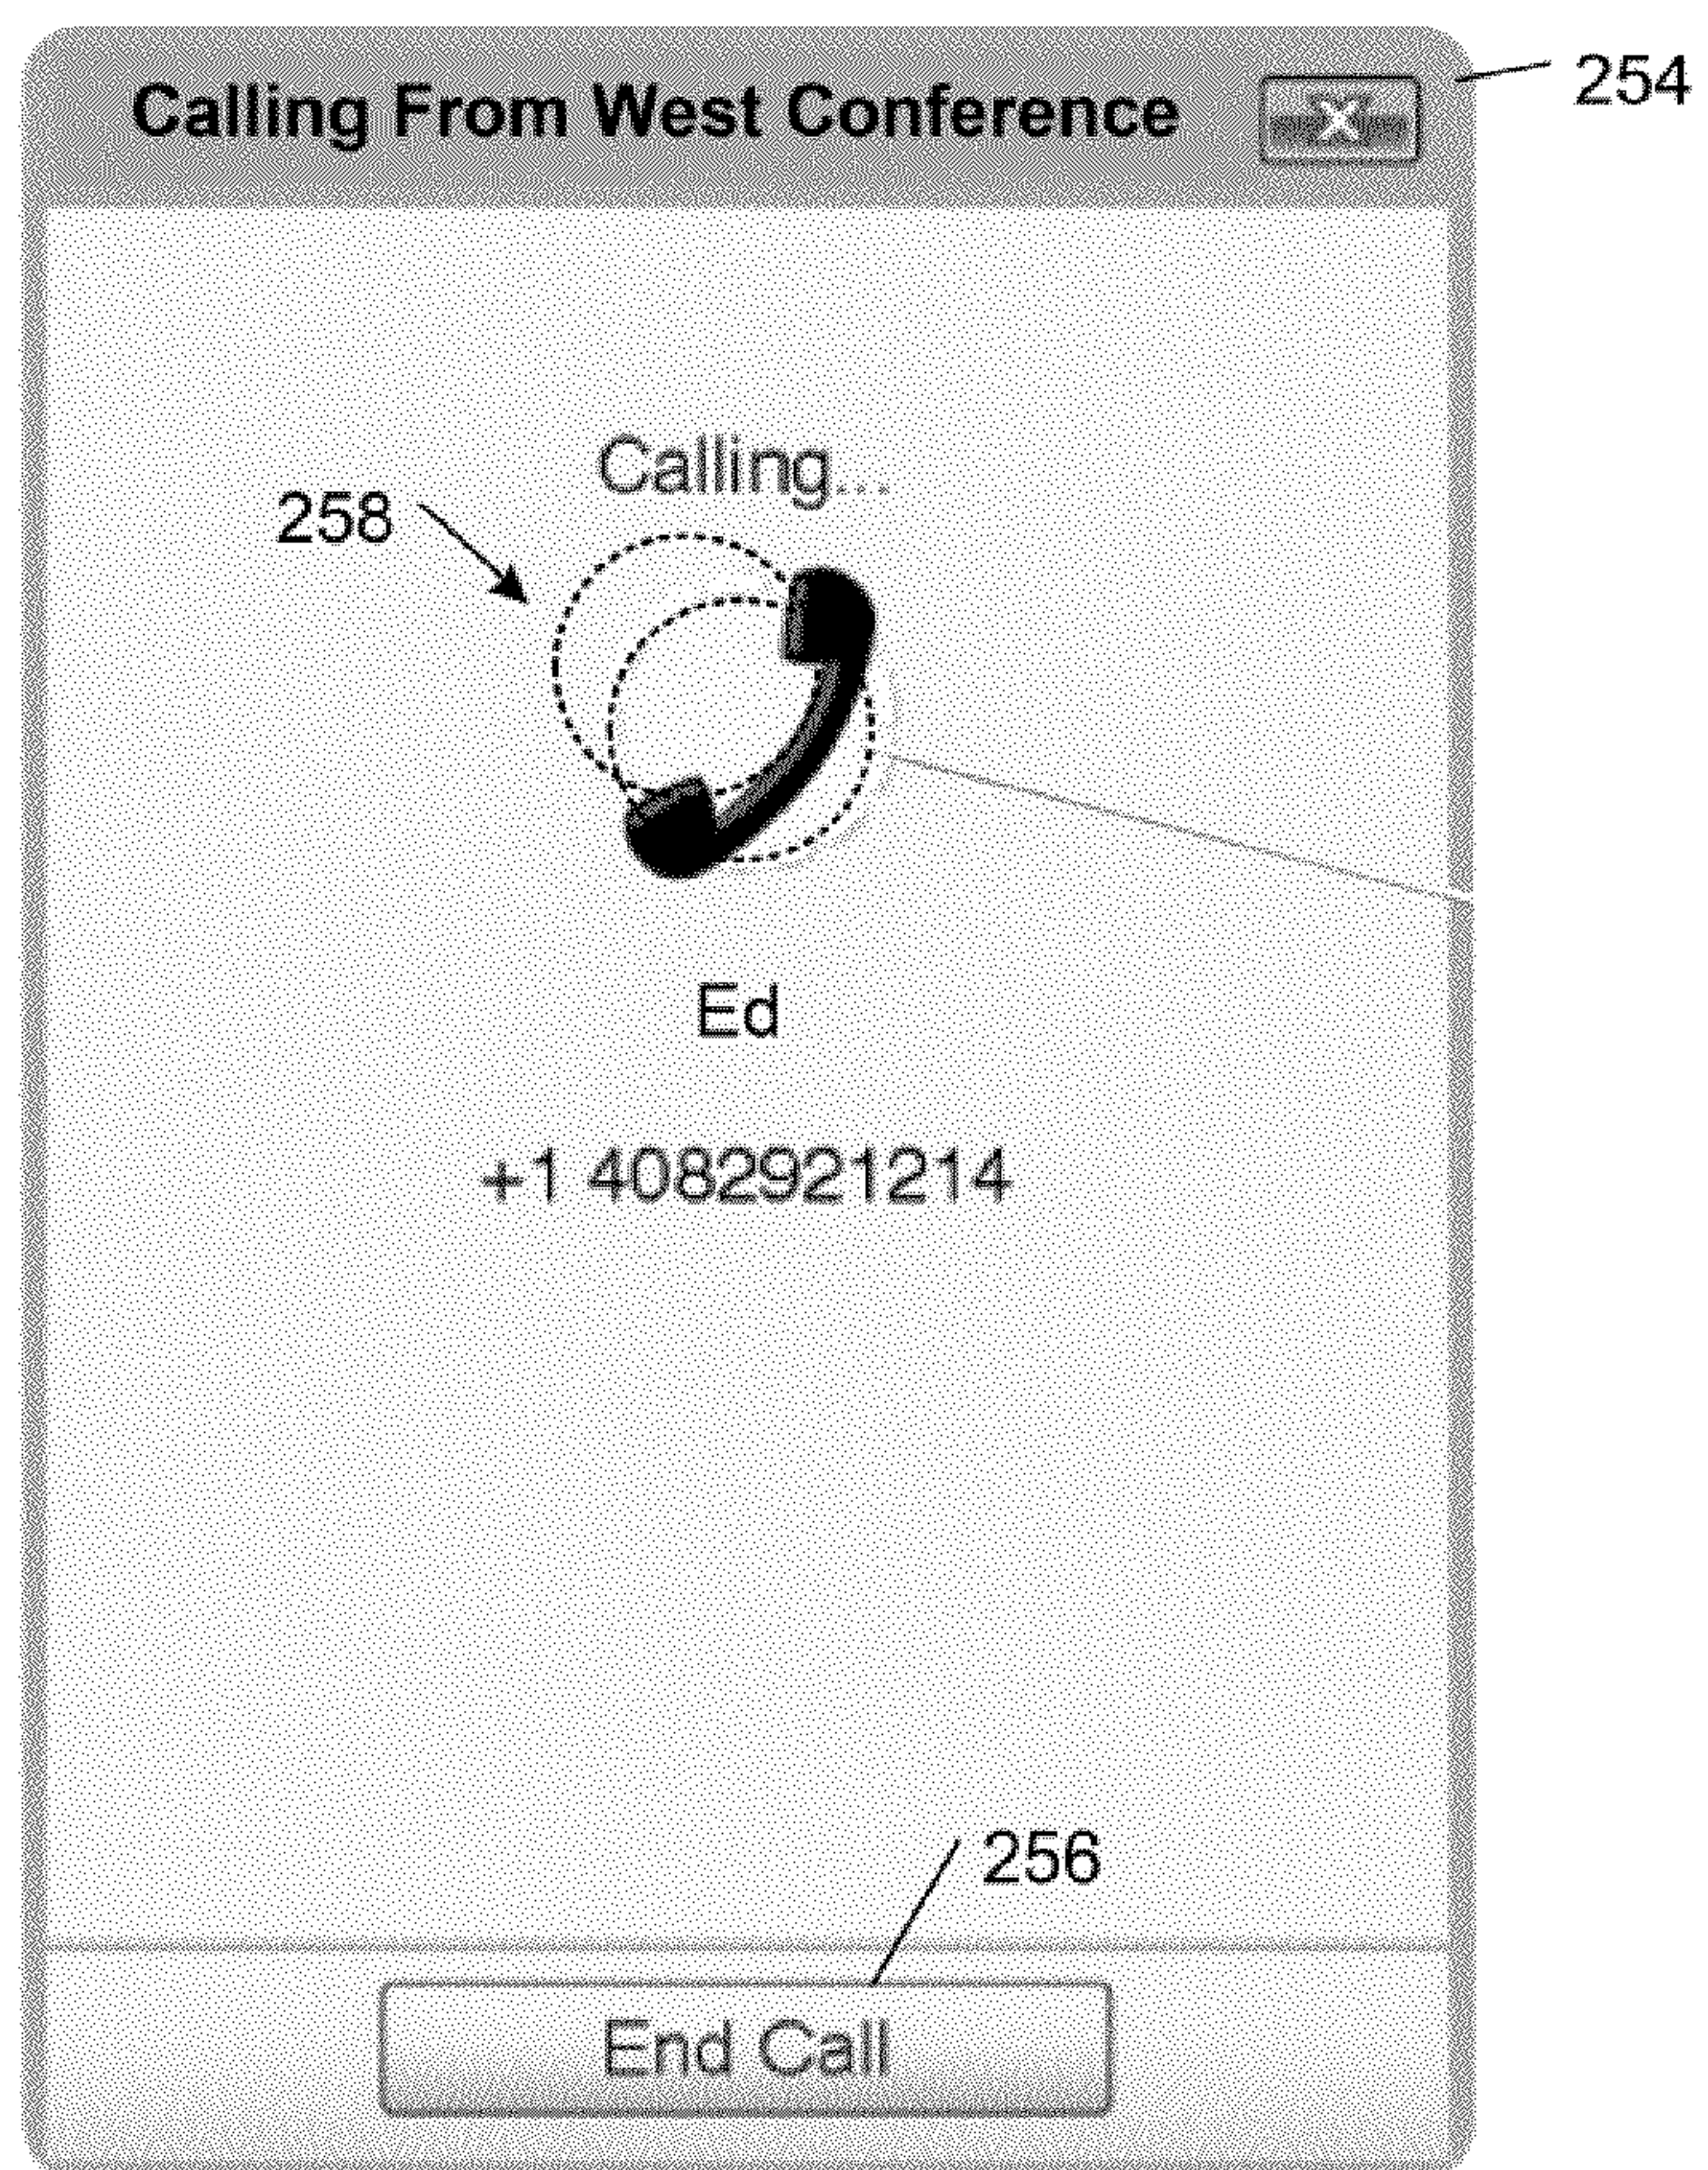 Calling From West Conference X 254
Calling...
258
Ed
+1 4082921214
256
End Call